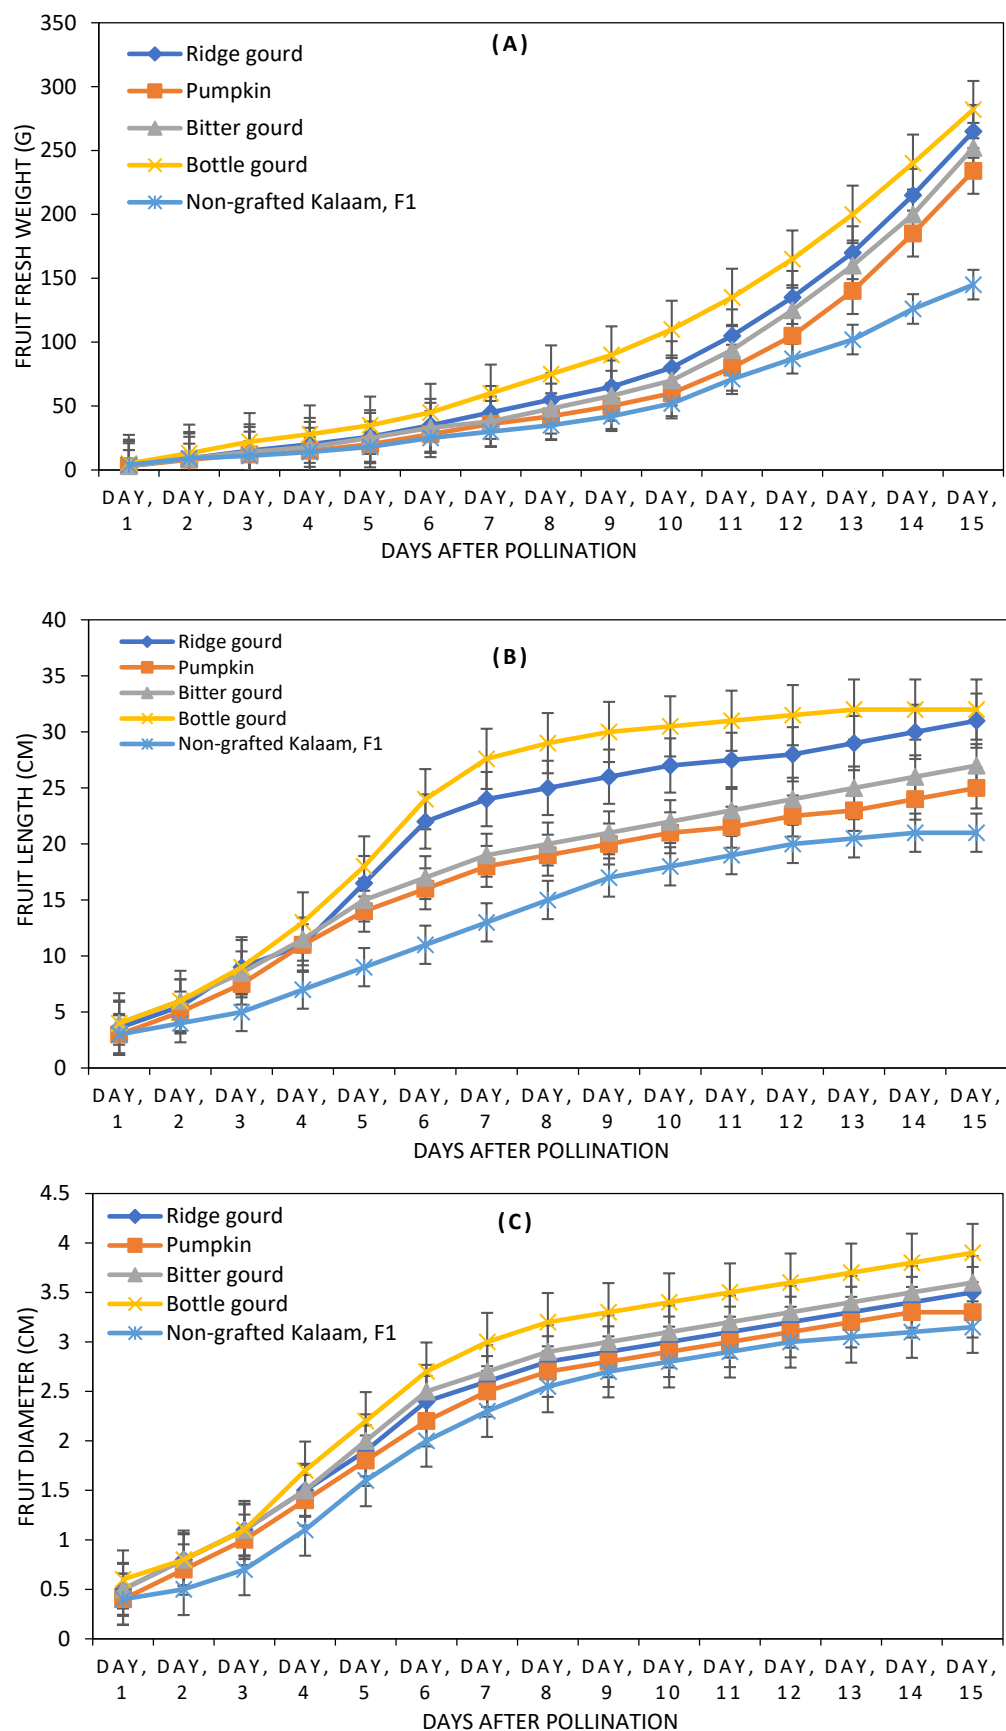 (A)
350
300
250
200
150
100
50
0
FRUIT FRESH WEIGHT (G)
Ridge gourd
Pumpkin
Bitter gourd
Bottle gourd
Non-grafted Kalaam, F1
DAY, DAY, DAY, DAY, DAY, DAY, DAY, DAY, DAY, DAY, DAY, DAY, DAY, DAY, DAY,
1 2 3 4 5 6 7 8 9 10 11 12 13 14 15
DAYS AFTER POLLINATION
(B)
40
35
30
25
20
15
10
5
0
FRUIT LENGTH (CM)
Ridge gourd
Pumpkin
Bitter gourd
Bottle gourd
Non-grafted Kalaam, F1
DAY, DAY, DAY, DAY, DAY, DAY, DAY, DAY, DAY, DAY, DAY, DAY, DAY, DAY, DAY,
1 2 3 4 5 6 7 8 9 10 11 12 13 14 15
DAYS AFTER POLLINATION
(C)
4.5
4
3.5
3
2.5
2
1.5
1
0.5
0
FRUIT DIAMETER (CM)
Ridge gourd
Pumpkin
Bitter gourd
Bottle gourd
Non-grafted Kalaam, F1
DAY, DAY, DAY, DAY, DAY, DAY, DAY, DAY, DAY, DAY, DAY, DAY, DAY, DAY, DAY,
1 2 3 4 5 6 7 8 9 10 11 12 13 14 15
DAYS AFTER POLLINATION